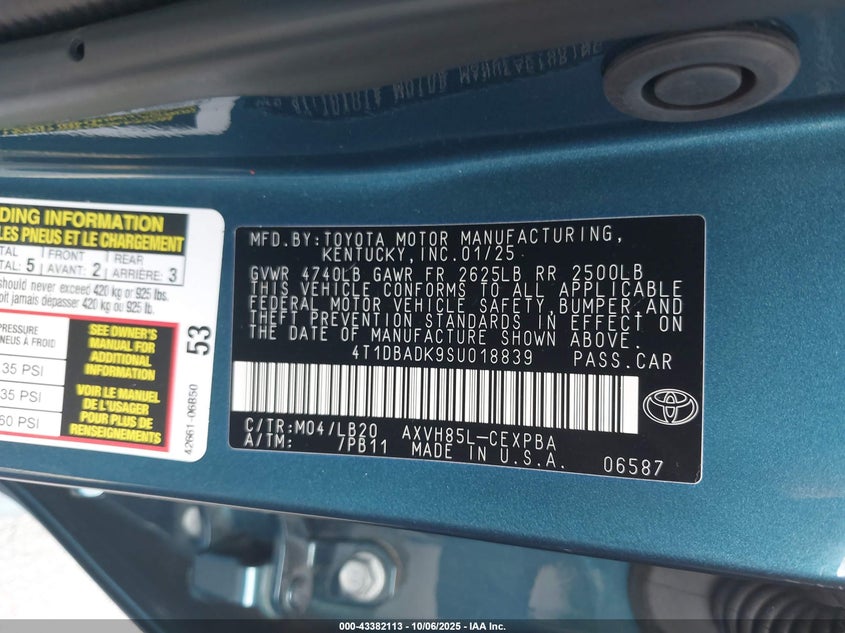 DING INFORMATION
LES PNEUS ET LE CHARGEMENT
TAL: 5 FRONT AVANT: 2 REAR ARRIÈRE: 3
should never exceed 420 kg or 925 lbs.
oit jamais dépasser 420 kg ou 925 lb.
PRESSURE
NEUS À FROID
35 PSI
35 PSI
60 PSI
SEE OWNER'S
MANUAL FOR
ADDITIONAL
INFORMATION
VOIR LE MANUEL
DE L'USAGER
POUR PLUS DE
RENSEIGNEMENTS
53
42661-06B50
MFD.BY:TOYOTA MOTOR MANUFACTURING,
KENTUCKY,INC.01/25
GVWR 4740LB GAWR FR 2625LB RR 2500LB
THIS VEHICLE CONFORMS TO ALL APPLICABLE
FEDERAL MOTOR VEHICLE SAFETY,BUMPER,AND
THEFT PREVENTION STANDARDS IN EFFECT ON
THE DATE OF MANUFACTURE SHOWN ABOVE.
4T1DBADK9SU018839 PASS.CAR
C/TR:M04/LB20 AXVH85L-CEXPBA
A/TM: 7PB11 MADE IN U.S.A. 06587
000-43382113 - 10/06/2025 - IAA Inc.